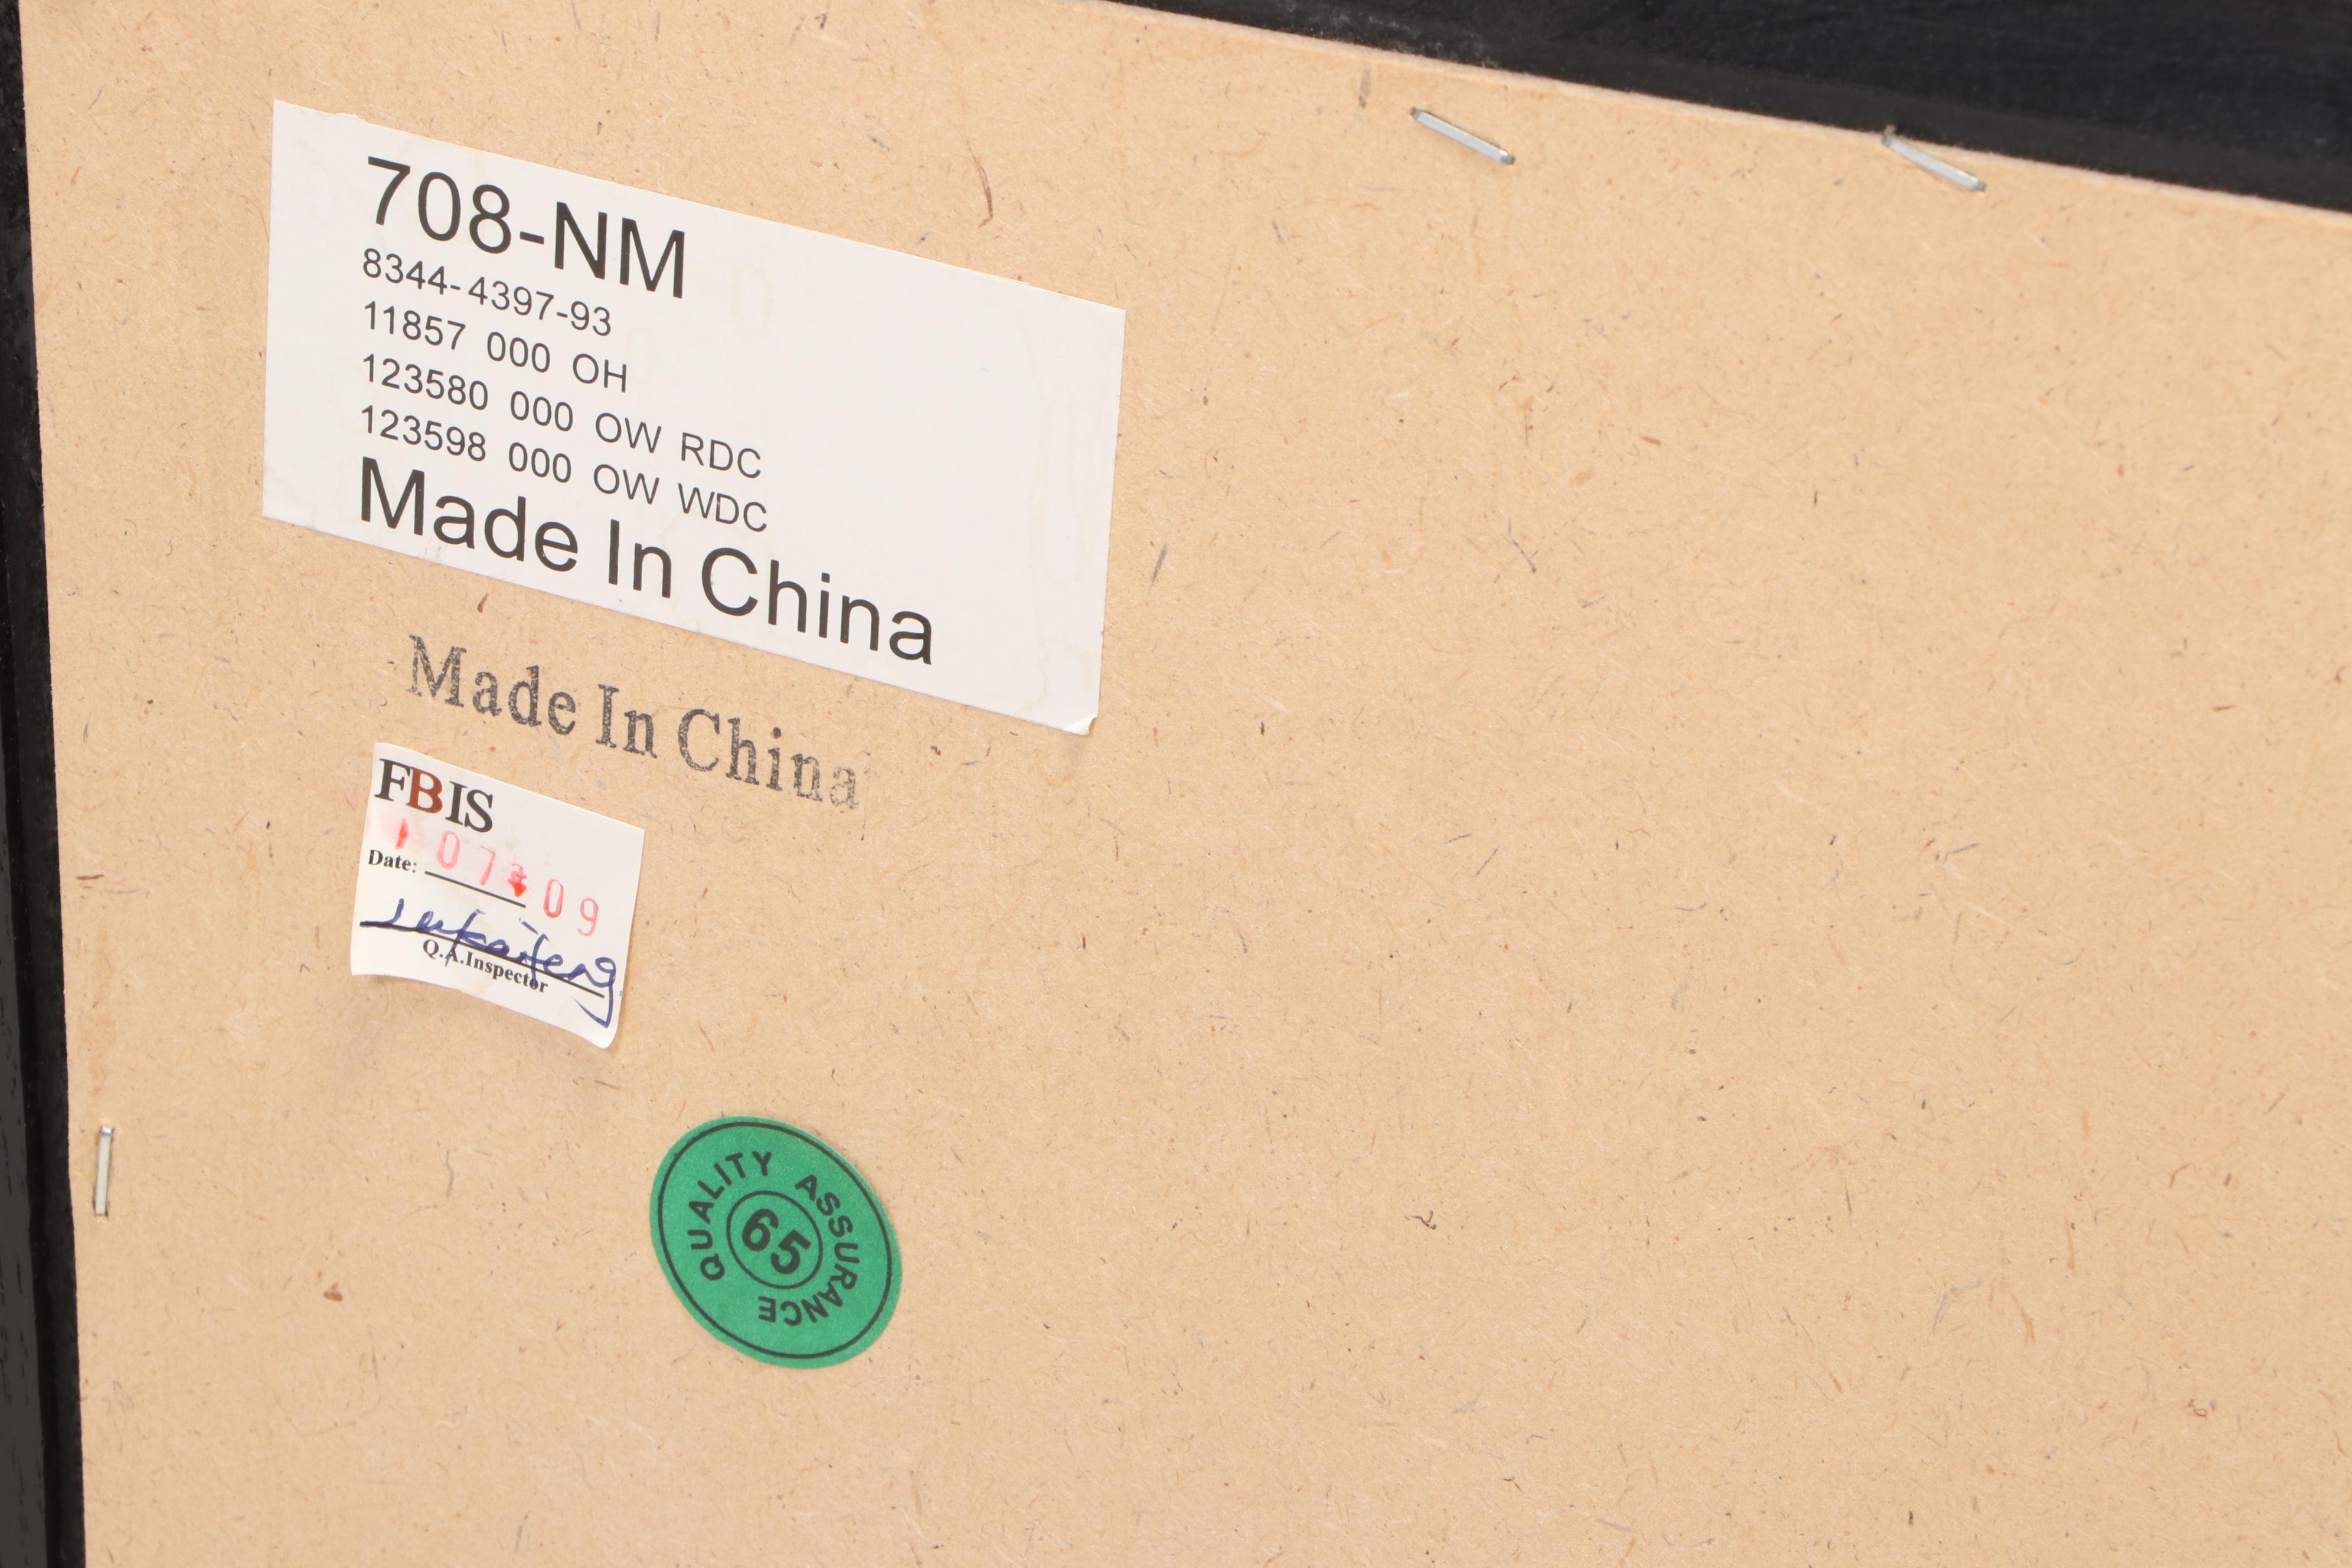 708-NM
8344-4397-93
11857 000 OH
123580 000 OW RDC
123598 000 OW WDC
Made In China
Made In China
FBIS
Date: 07 09
Q.A.Inspector
QUALITY ASSURANCE
65